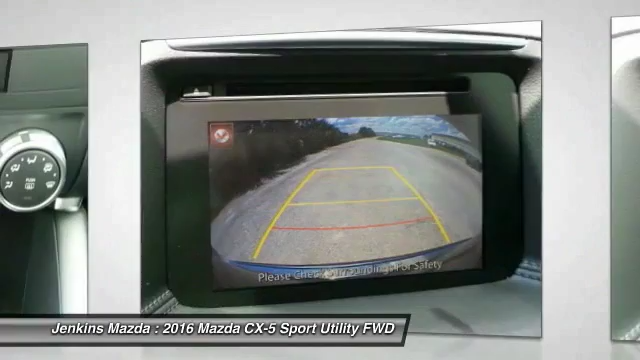 Please Check Surroundings For Safety
Jenkins Mazda : 2016 Mazda CX-5 Sport Utility FWD